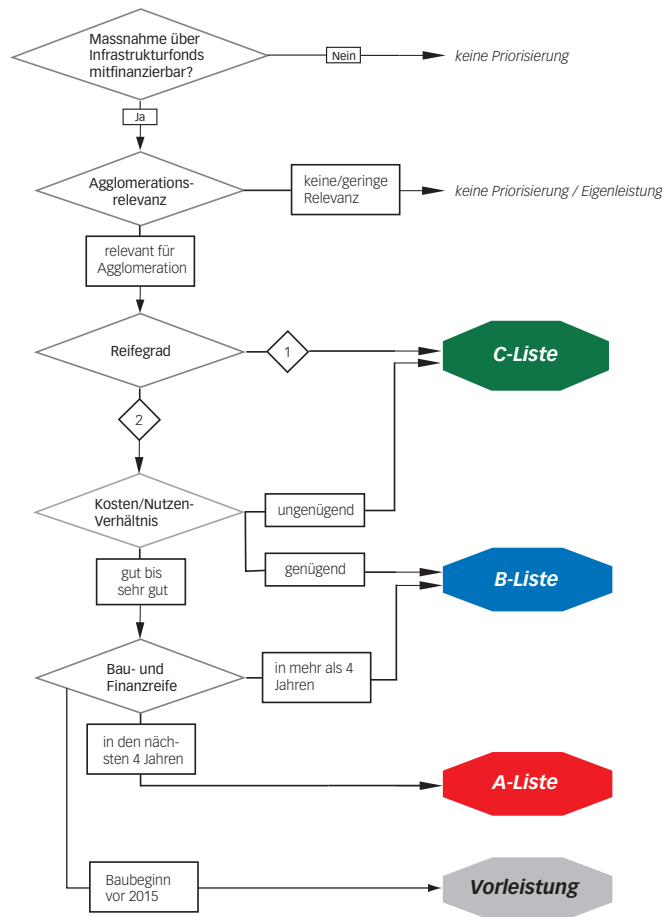 Massnahme über
Infrastrukturfonds
mitfinanzierbar?
Nein
keine Priorisierung
Ja
Agglomerations-
relevanz
keine/geringe
Relevanz
keine Priorisierung / Eigenleistung
relevant für
Agglomeration
Reifegrad
1
C-Liste
2
Kosten/Nutzen-
Verhältnis
ungenügend
genügend
B-Liste
gut bis
sehr gut
Bau- und
Finanzreife
in mehr als 4
Jahren
in den näch-
sten 4 Jahren
A-Liste
Baubeginn
vor 2015
Vorleistung